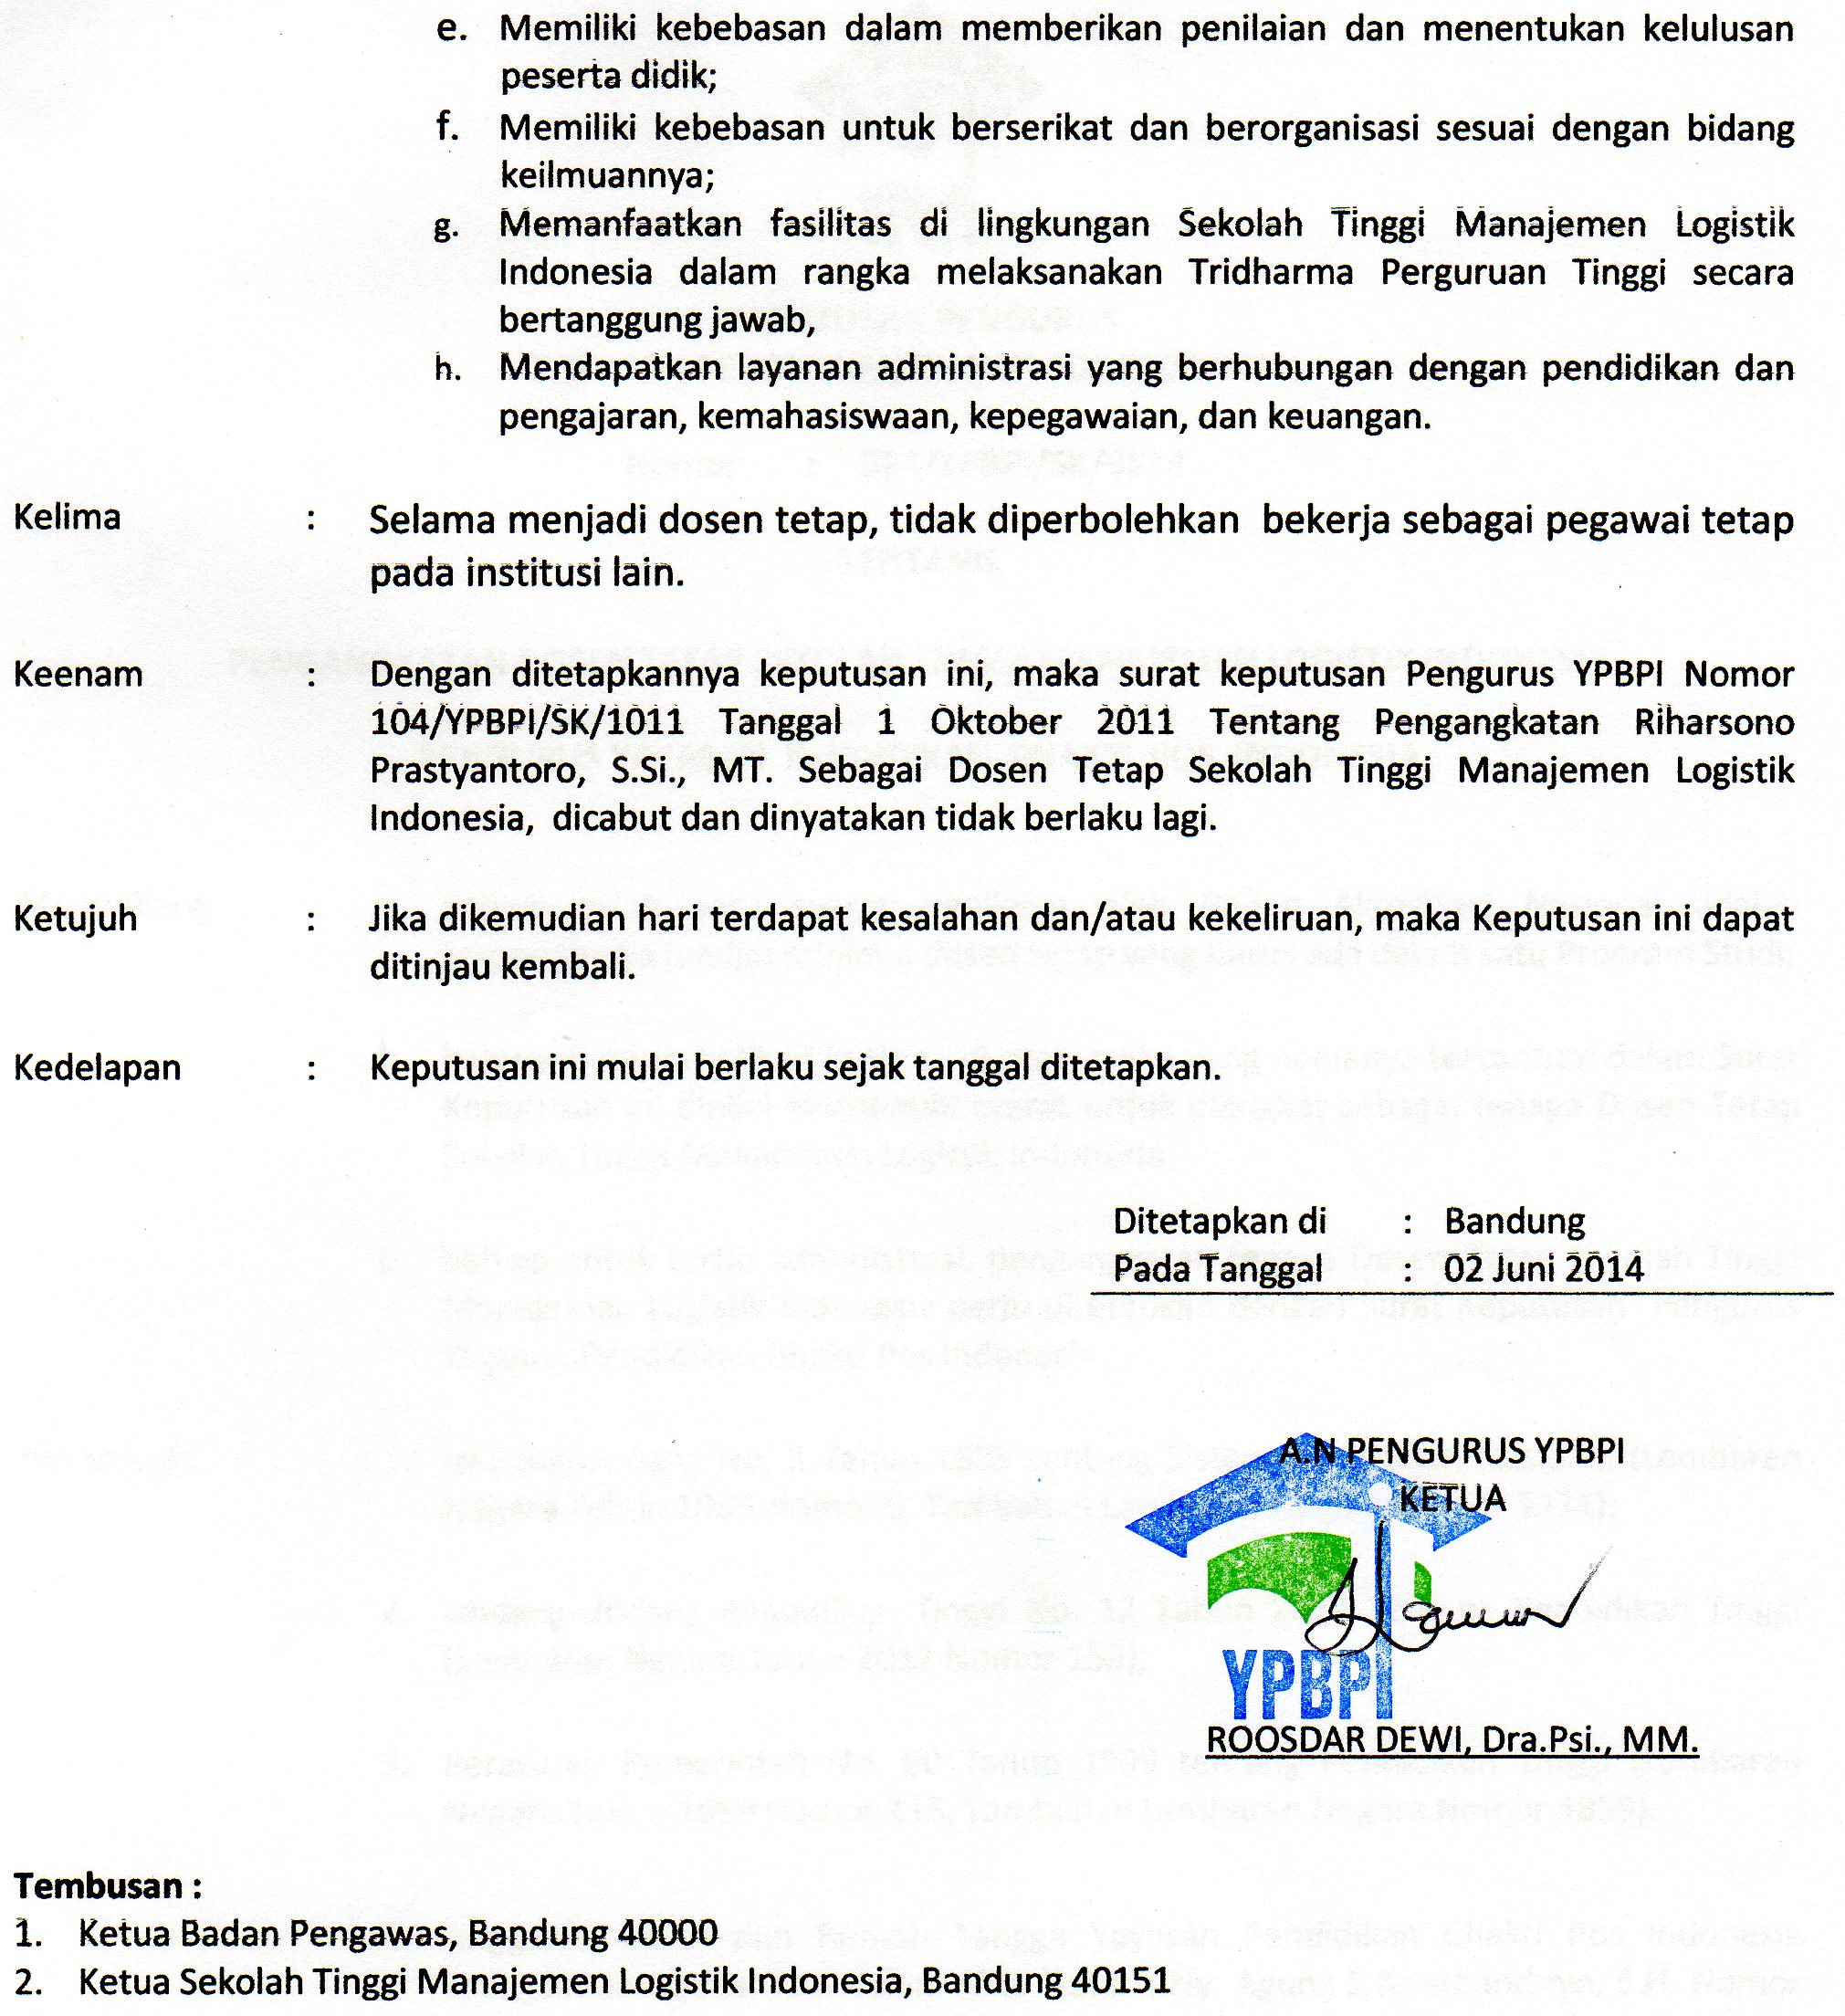 e. Memiliki kebebasan dalam memberikan penilaian dan menentukan kelulusan
peserta didik;
f. Memiliki kebebasan untuk berserikat dan berorganisasi sesuai dengan bidang
keilmuannya;
g. Memanfaatkan fasilitas di lingkungan Sekolah Tinggi Manajemen Logistik
Indonesia dalam rangka melaksanakan Tridharma Perguruan Tinggi secara
bertanggung jawab,
h. Mendapatkan layanan administrasi yang berhubungan dengan pendidikan dan
pengajaran, kemahasiswaan, kepegawaian, dan keuangan.
Kelima : Selama menjadi dosen tetap, tidak diperbolehkan bekerja sebagai pegawai tetap
pada institusi lain.
Keenam : Dengan ditetapkannya keputusan ini, maka surat keputusan Pengurus YPBPI Nomor
104/YPBPI/SK/1011 Tanggal 1 Oktober 2011 Tentang Pengangkatan Riharsono
Prastyantoro, S.Si., MT. Sebagai Dosen Tetap Sekolah Tinggi Manajemen Logistik
Indonesia, dicabut dan dinyatakan tidak berlaku lagi.
Ketujuh : Jika dikemudian hari terdapat kesalahan dan/atau kekeliruan, maka Keputusan ini dapat
ditinjau kembali.
Kedelapan : Keputusan ini mulai berlaku sejak tanggal ditetapkan.
Ditetapkan di : Bandung
Pada Tanggal : 02 Juni 2014
A.N PENGURUS YPBPI
KETUA
YPBPI
ROOSDAR DEWI, Dra.Psi., MM.
Tembusan :
1. Ketua Badan Pengawas, Bandung 40000
2. Ketua Sekolah Tinggi Manajemen Logistik Indonesia, Bandung 40151